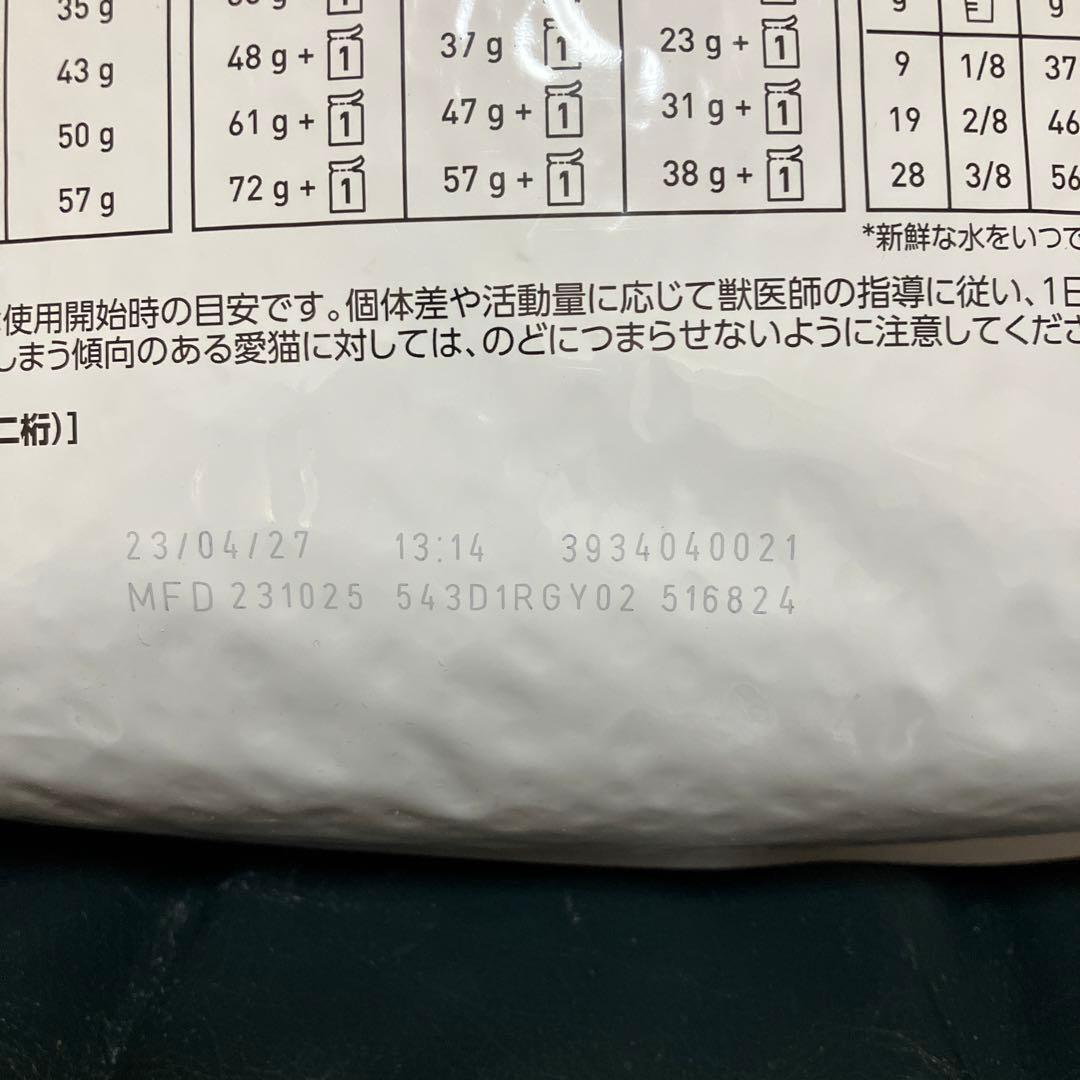 35 g
43 g 48 g + 1 37 g 1 23 g + 1 9 1/8 37
50 g 61 g + 1 47 g + 1 31 g + 1 19 2/8 46
57 g 72 g + 1 57 g + 1 38 g + 1 28 3/8 56
*新鮮な水をいつで
使用開始時の目安です。個体差や活動量に応じて獣医師の指導に従い、1日
しまう傾向のある愛猫に対しては、のどにつまらせないように注意してくださ
二桁)]
23/04/27 13:14 3934040021
MFD 231025 543D1RGY02 516824